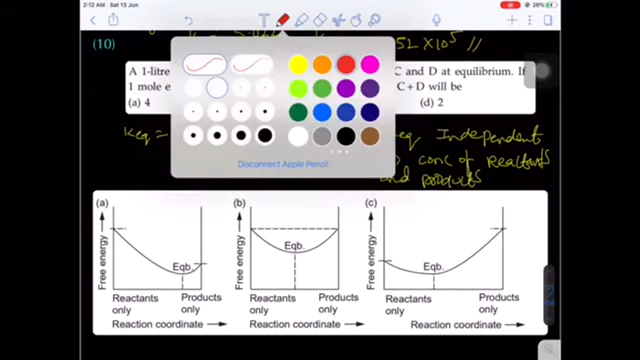 2:12 AM Sat 13 Jun
26%
(10)
52 × 10⁵ //
A 1-litre
C and D at equilibrium. If
1 mole e
C + D will be
(a) 4
(d) 2
Keq =
eq Independent
conc of Reactants
and products
Disconnect Apple Pencil
(a)
(b)
(c)
Free energy
Eqb.
Free energy
Eqb.
Free energy
Eqb.
Reactants only
Products only
Reactants only
Products only
Reactants only
Products only
Reaction coordinate
Reaction coordinate
Reaction coordinate